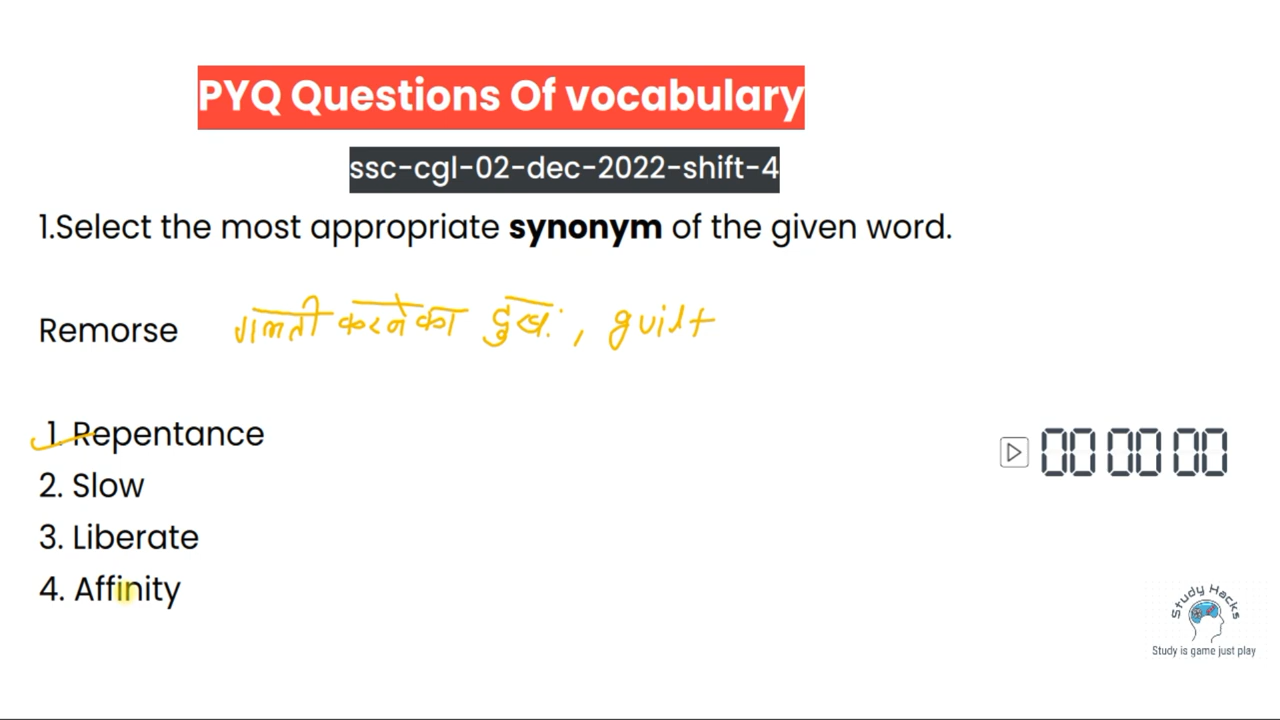 PYQ Questions Of vocabulary
ssc-cgl-02-dec-2022-shift-4
1.Select the most appropriate synonym of the given word.
Remorse गलती करने का दुख, guilt
1. Repentance
2. Slow
3. Liberate
4. Affinity
00 00 00
Study Hacks
Study is game just play